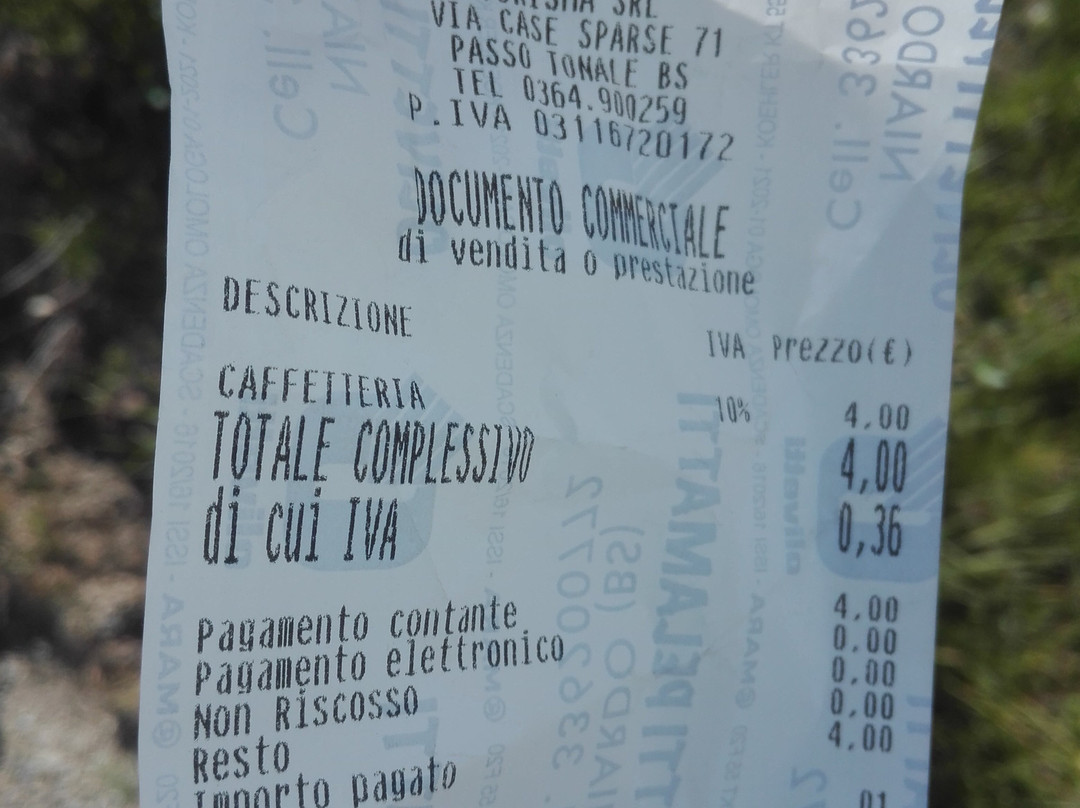 SRL
VIA CASE SPARSE 71
PASSO TONALE BS
TEL 0364.900259
P.IVA 03116720172
DOCUMENTO COMMERCIALE
di vendita o prestazione
DESCRIZIONE IVA Prezzo(€)
CAFFETTERIA 10% 4.00
TOTALE COMPLESSIVO 4,00
di cui IVA 0,36
Pagamento contante 4.00
Pagamento elettronico 0.00
Non Riscosso 0.00
Resto 0.00
Importo pagato 4.00
01